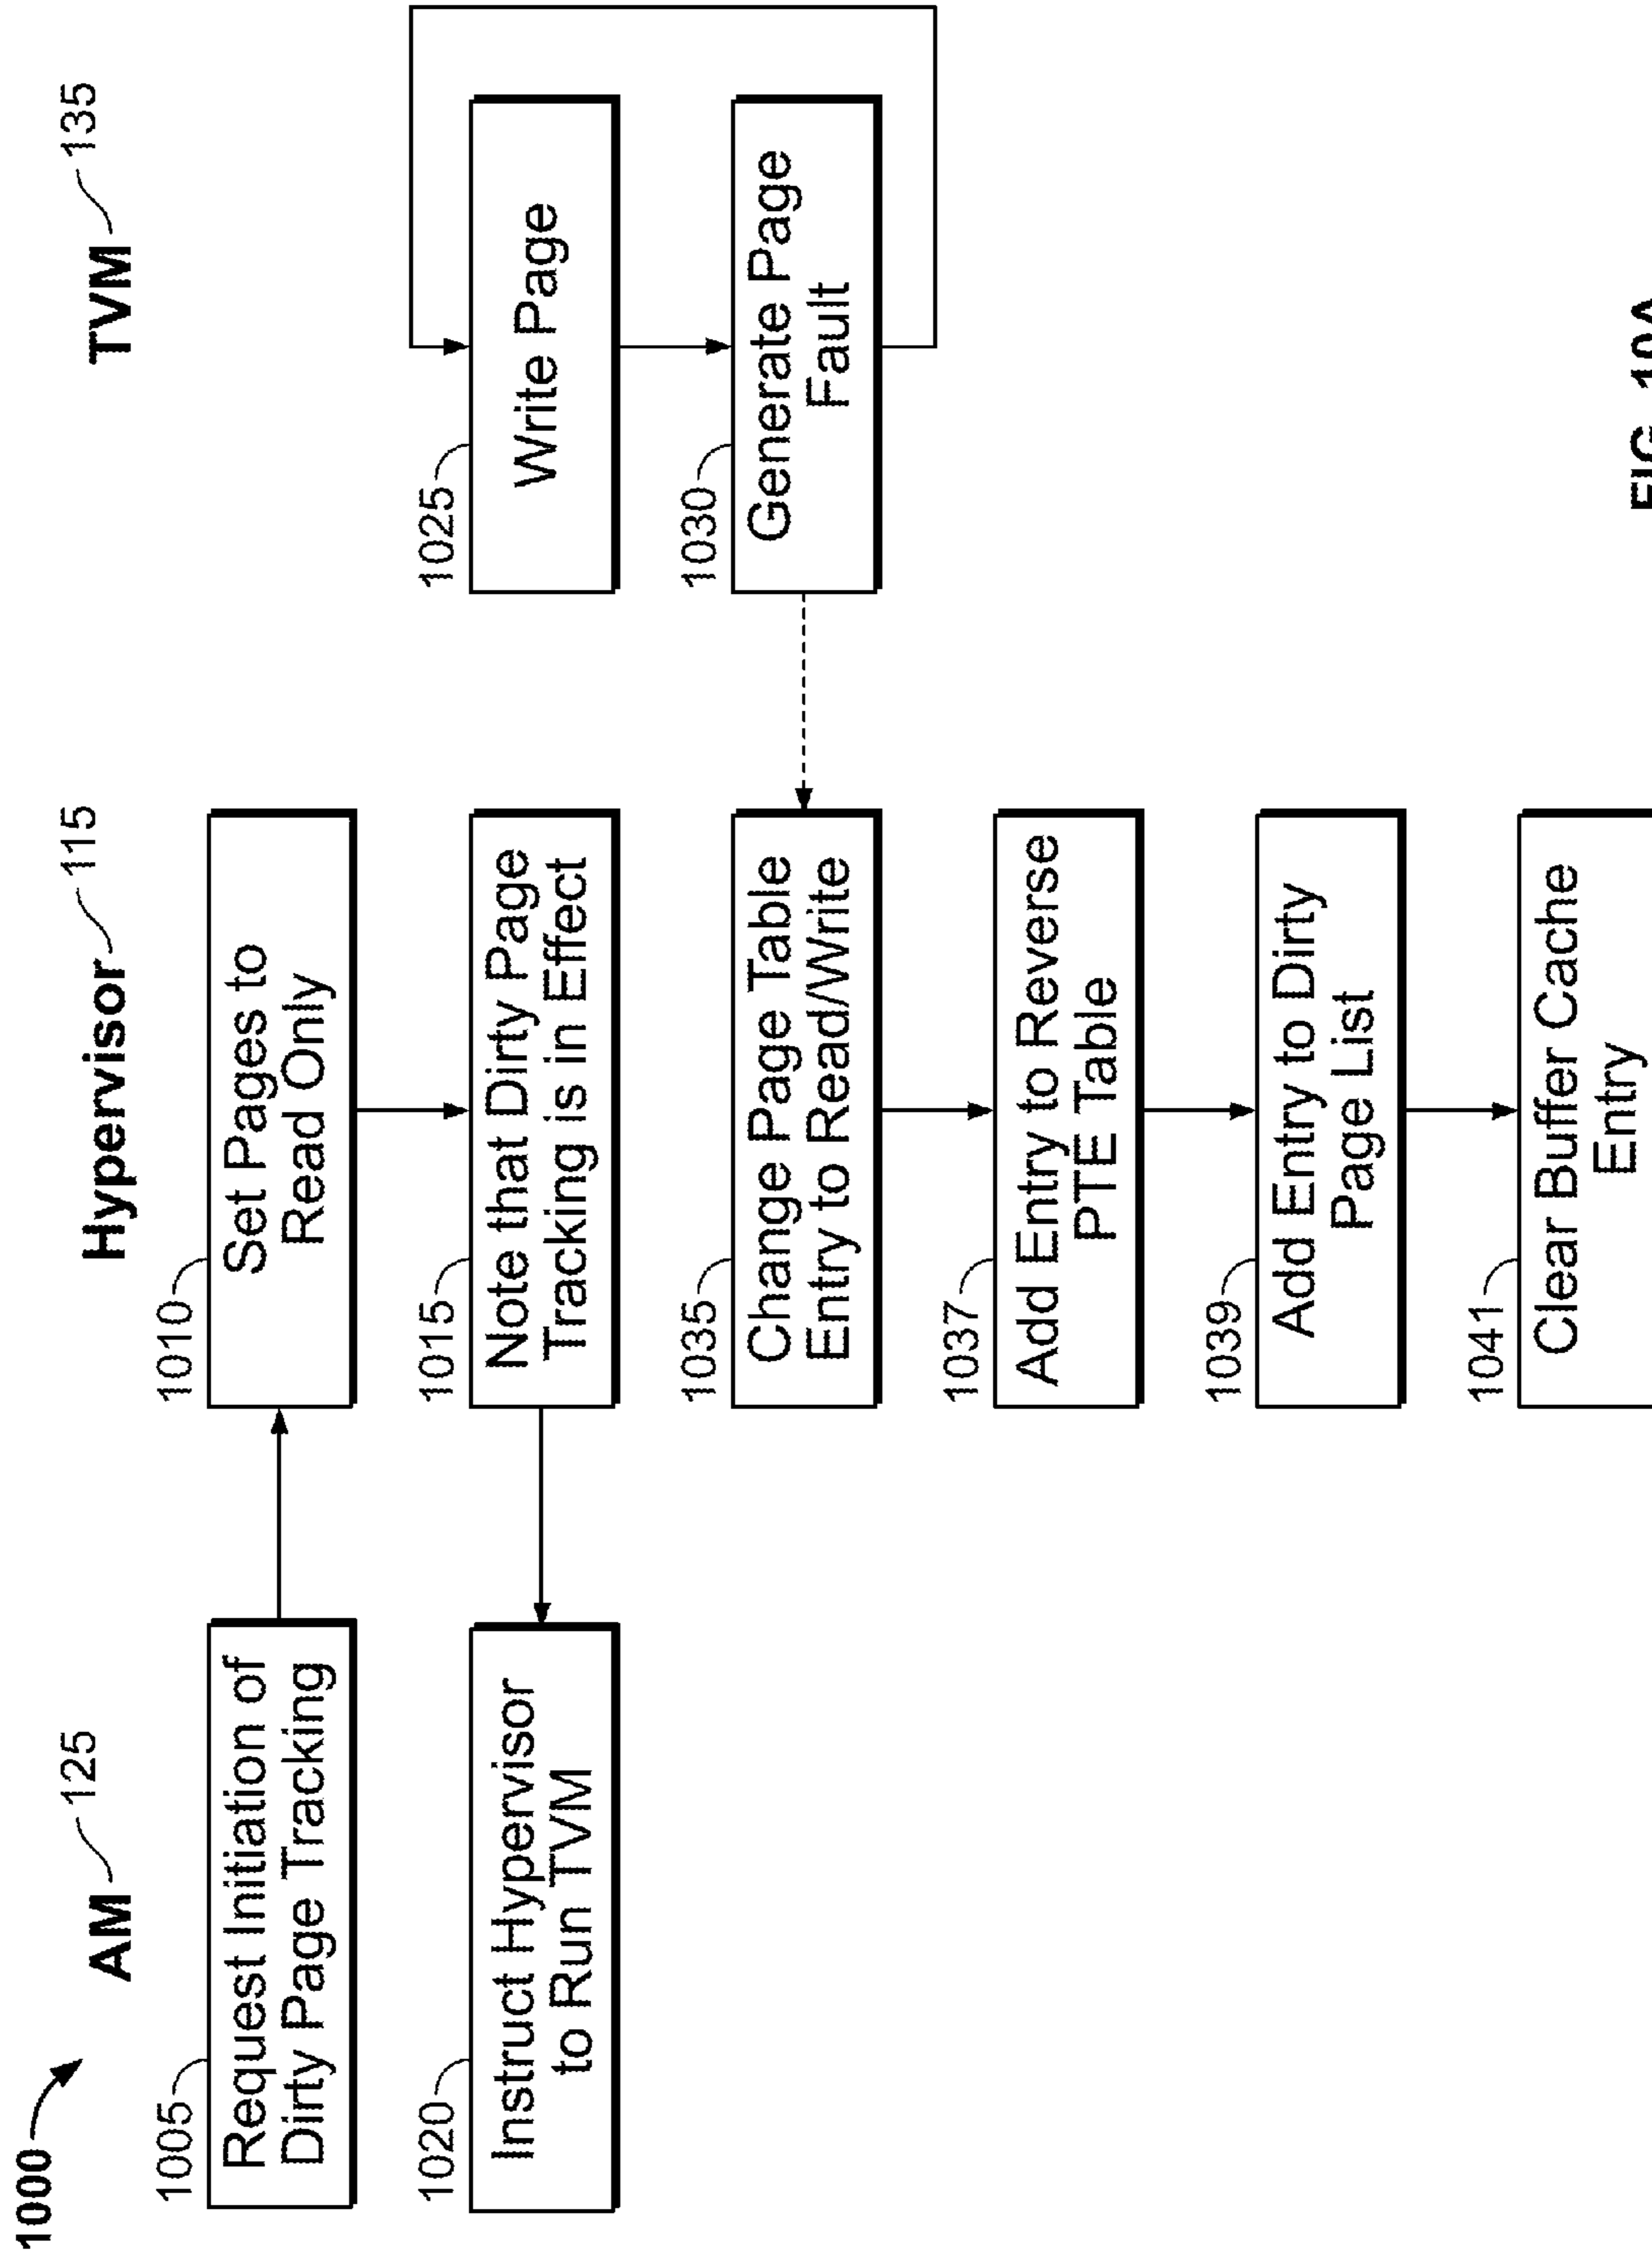 1000
AM 125
Hypervisor 115
TVM 135
1005
Request Initiation of
Dirty Page Tracking
1010
Set Pages to
Read Only
1020
Instruct Hypervisor
to Run TVM
1015
Note that Dirty Page
Tracking is in Effect
1025
Write Page
1030
Generate Page
Fault
1035
Change Page Table
Entry to Read/Write
1037
Add Entry to Reverse
PTE Table
1039
Add Entry to Dirty
Page List
1041
Clear Buffer Cache
Entry
FIG. 10A